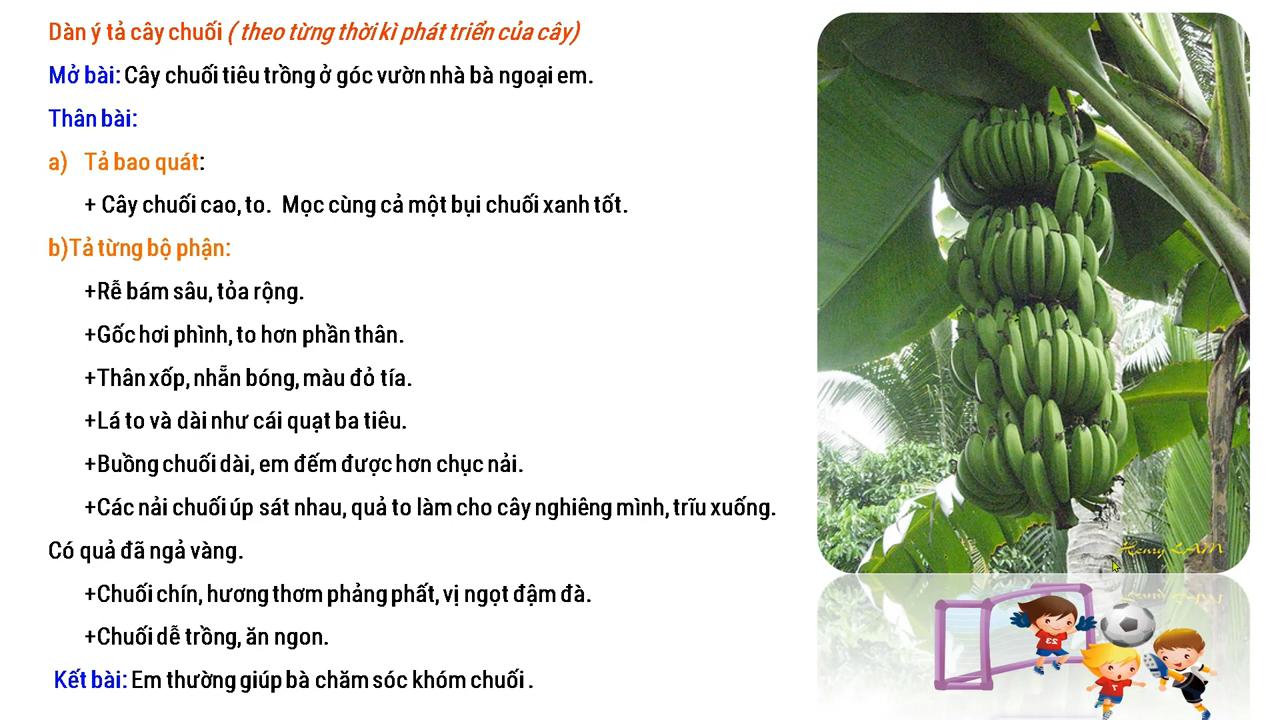 Dàn ý tả cây chuối ( theo từng thời kì phát triển của cây)
Mở bài: Cây chuối tiêu trồng ở góc vườn nhà bà ngoại em.
Thân bài:
a) Tả bao quát:
+ Cây chuối cao, to. Mọc cùng cả một bụi chuối xanh tốt.
b)Tả từng bộ phận:
+Rễ bám sâu, tỏa rộng.
+Gốc hơi phình, to hơn phần thân.
+Thân xốp, nhẵn bóng, màu đỏ tía.
+Lá to và dài như cái quạt ba tiêu.
+Buồng chuối dài, em đếm được hơn chục nải.
+Các nải chuối úp sát nhau, quả to làm cho cây nghiêng mình, trĩu xuống.
Có quả đã ngả vàng.
+Chuối chín, hương thơm phảng phất, vị ngọt đậm đà.
+Chuối dễ trồng, ăn ngon.
Kết bài: Em thường giúp bà chăm sóc khóm chuối .
Henry LAM
23
7